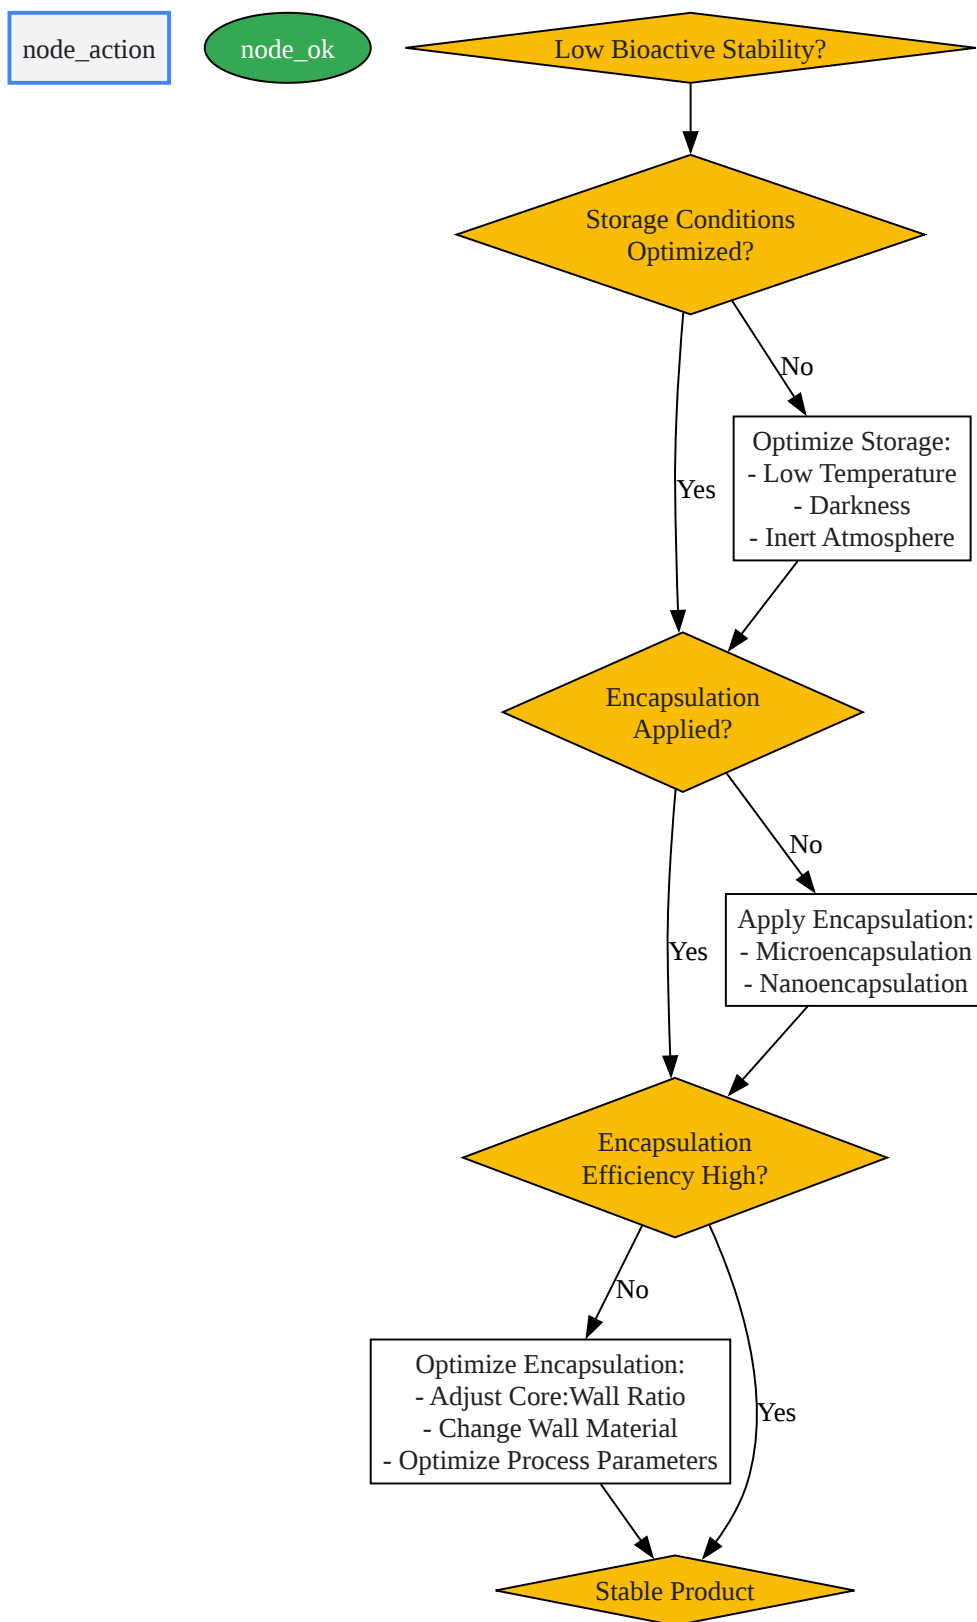 node_action
node_ok
Low Bioactive Stability?
Storage Conditions
Optimized?
No
Optimize Storage:
- Low Temperature
- Darkness
- Inert Atmosphere
Yes
Encapsulation
Applied?
No
Apply Encapsulation:
- Microencapsulation
- Nanoencapsulation
Yes
Encapsulation
Efficiency High?
No
Optimize Encapsulation:
- Adjust Core:Wall Ratio
- Change Wall Material
- Optimize Process Parameters
Yes
Stable Product